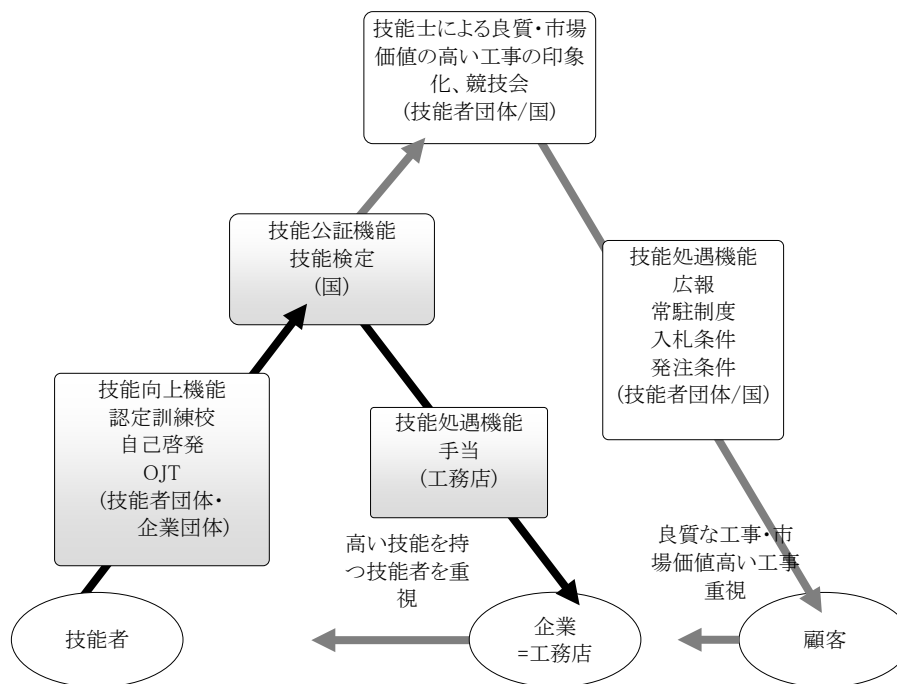 技能士による良質・市場
価値の高い工事の印象
化、競技会
(技能者団体/国)
技能公証機能
技能検定
(国)
技能処遇機能
広報
常駐制度
入札条件
発注条件
(技能者団体/国)
技能向上機能
認定訓練校
自己啓発
OJT
(技能者団体・
企業団体)
技能処遇機能
手当
(工務店)
高い技能を持
つ技能者を重
視
良質な工事・市
場価値高い工事
重視
技能者
企業
=工務店
顧客